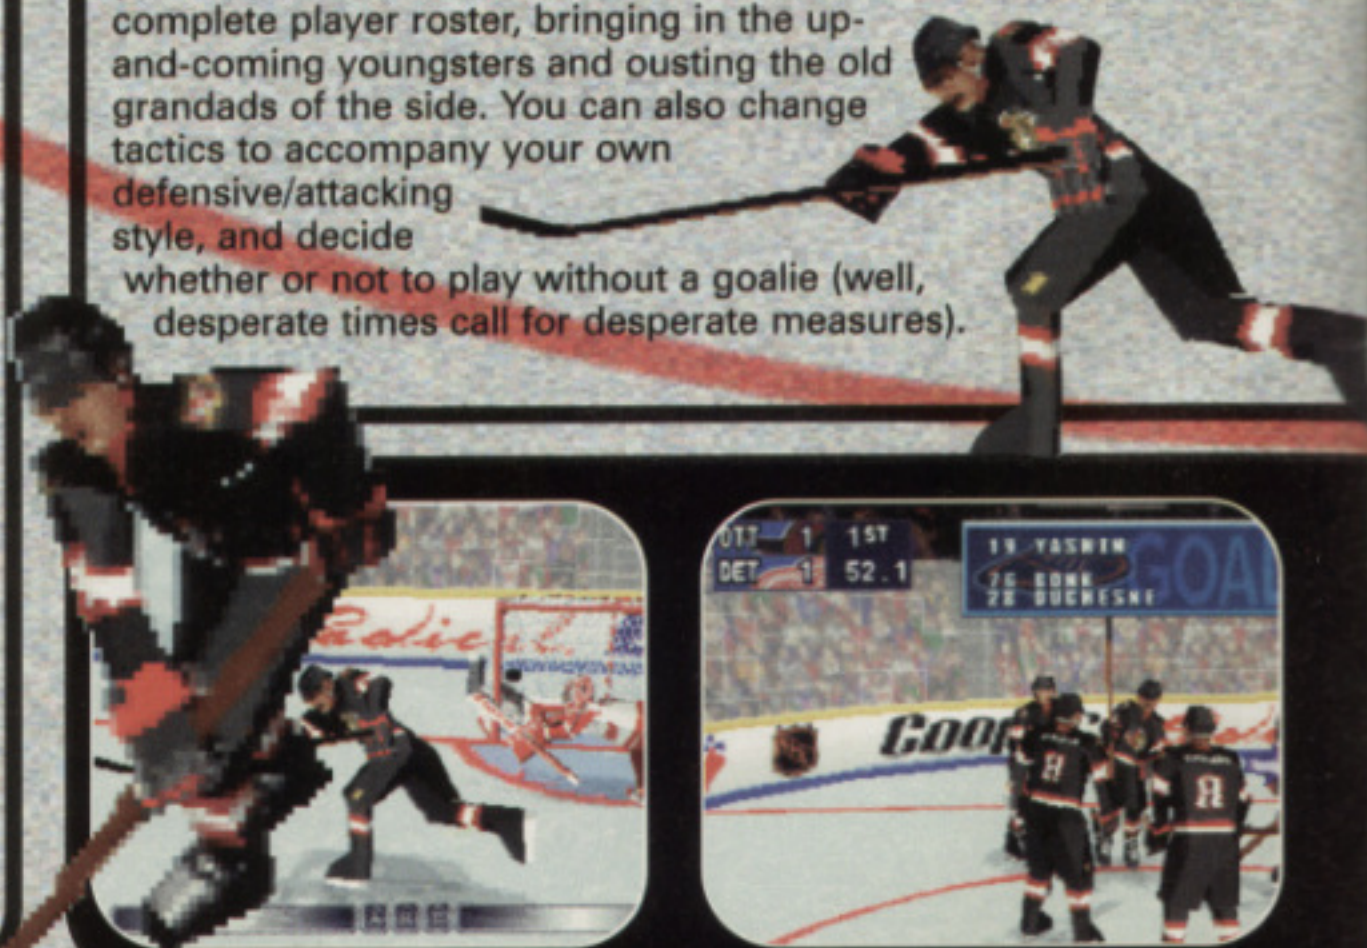 complete player roster, bringing in the up-
and-coming youngsters and ousting the old
grandads of the side. You can also change
tactics to accompany your own
defensive/attacking
style, and decide
whether or not to play without a goalie (well,
desperate times call for desperate measures).
OTT 1 1ST
DET 1 52.1
19 YASHIN
76 BONK
28 DUCHESNE
GOAL